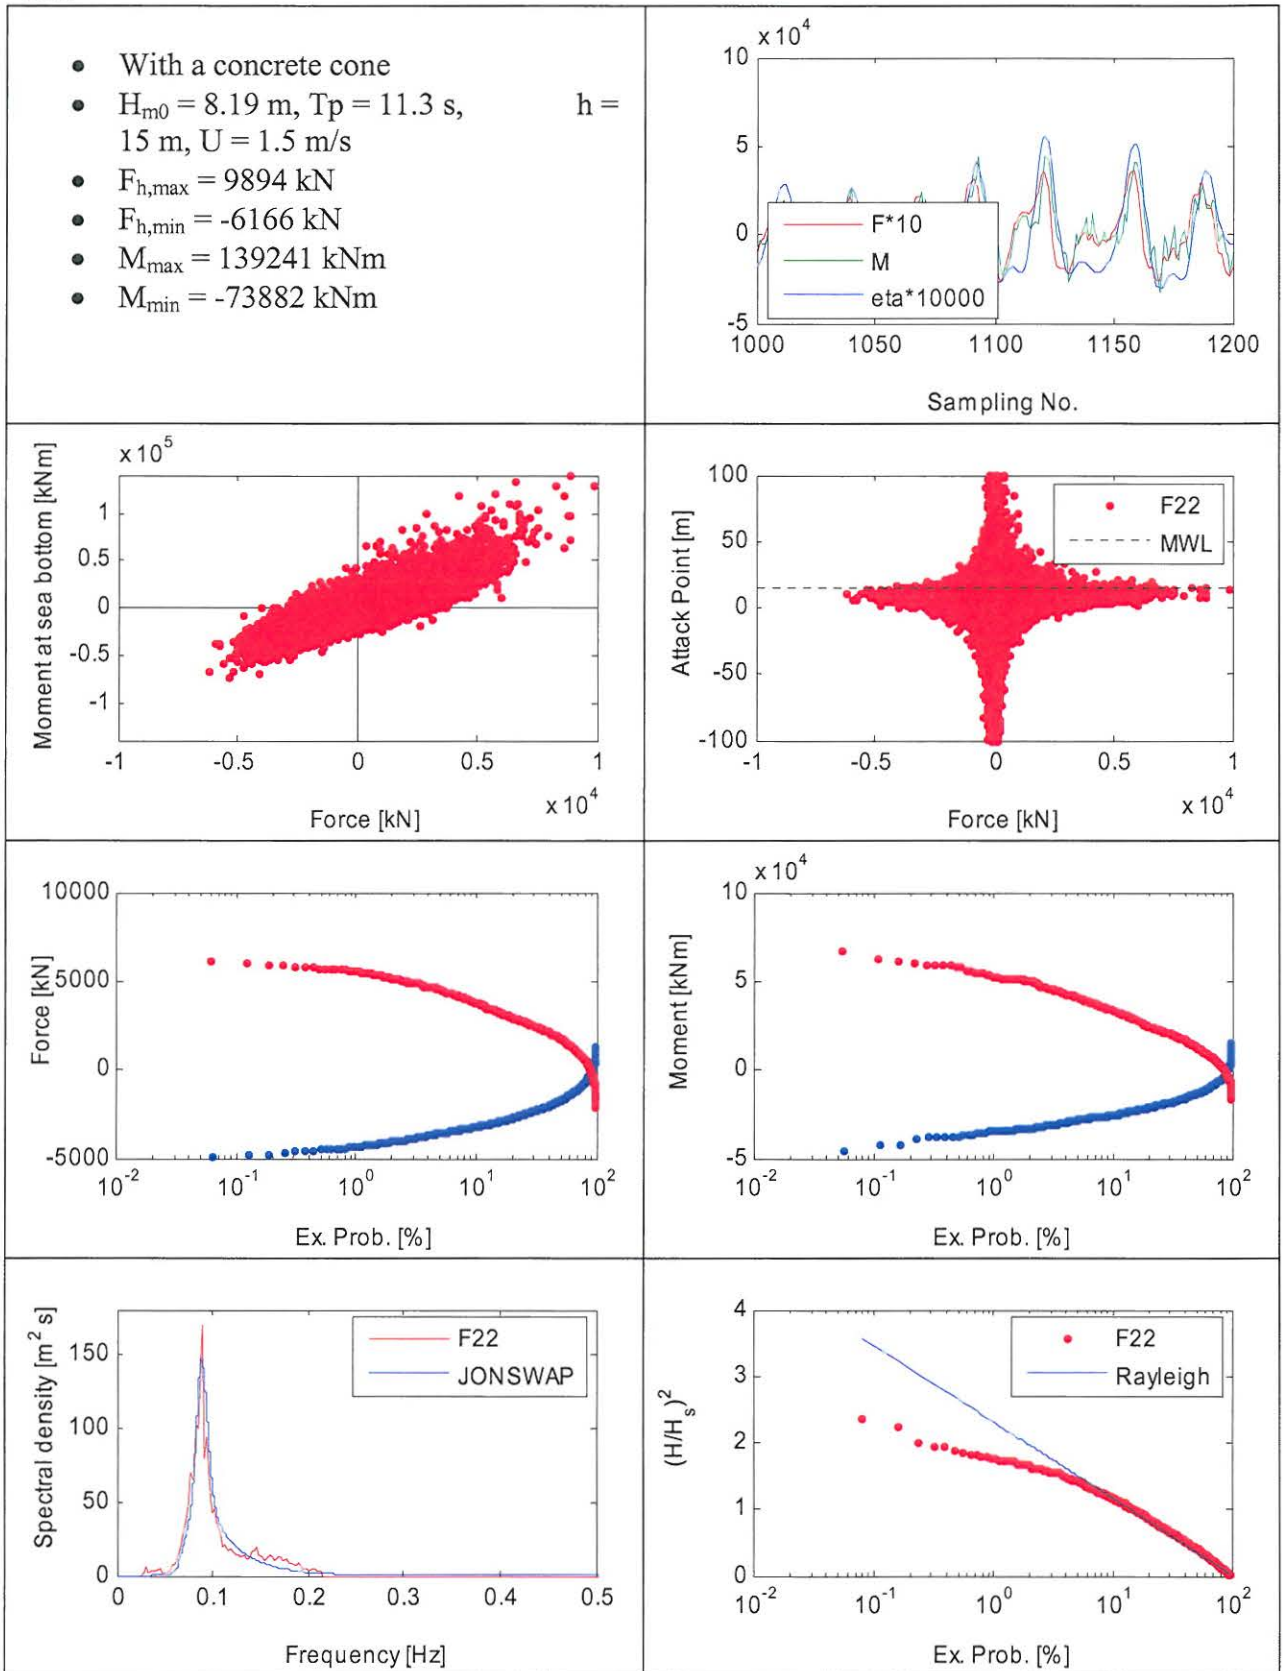 With a concrete cone
Hm0 = 8.19 m, Tp = 11.3 s, h =
15 m, U = 1.5 m/s
Fh,max = 9894 kN
Fh,min = -6166 kN
Mmax = 139241 kNm
Mmin = -73882 kNm
x 10^4
10
5
0
-5
F*10
M
eta*10000
1000 1050 1100 1150 1200
Sampling No.
x 10^5
Moment at sea bottom [kNm]
1
0.5
0
-0.5
-1
-1 -0.5 0 0.5 1
x 10^4
Force [kN]
Attack Point [m]
100
50
0
-50
-100
F22
MWL
-1 -0.5 0 0.5 1
x 10^4
Force [kN]
Force [kN]
10000
5000
0
-5000
10^-2 10^-1 10^0 10^1 10^2
Ex. Prob. [%]
x 10^4
Moment [kNm]
10
5
0
-5
10^-2 10^-1 10^0 10^1 10^2
Ex. Prob. [%]
Spectral density [m^2 s]
150
100
50
0
F22
JONSWAP
0 0.1 0.2 0.3 0.4 0.5
Frequency [Hz]
(H/Hs)^2
4
3
2
1
0
F22
Rayleigh
10^-2 10^-1 10^0 10^1 10^2
Ex. Prob. [%]